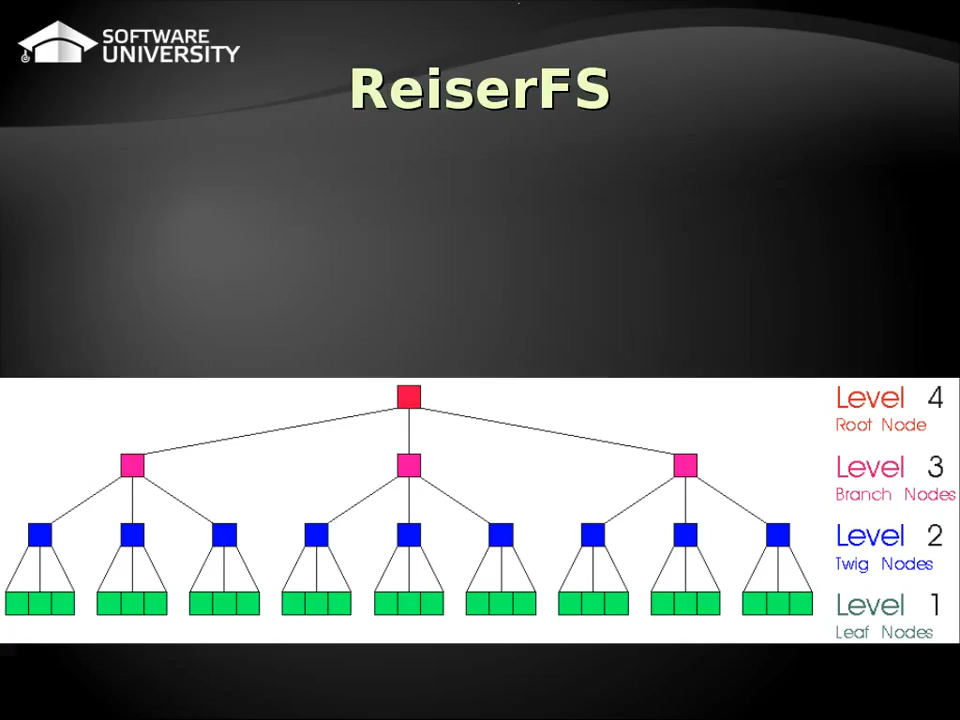 SOFTWARE
UNIVERSITY
ReiserFS
Level 4
Root Node
Level 3
Branch Nodes
Level 2
Twig Nodes
Level 1
Leaf Nodes